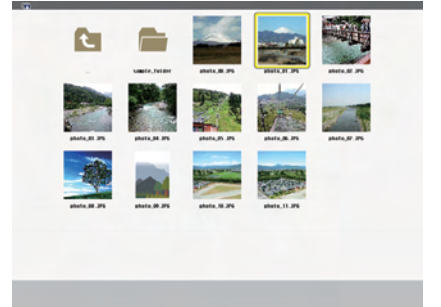 ..
sample_folder
photo_00.JPG
photo_01.JPG
photo_02.JPG
photo_03.JPG
photo_04.JPG
photo_05.JPG
photo_06.JPG
photo_07.JPG
photo_08.JPG
photo_09.JPG
photo_10.JPG
photo_11.JPG